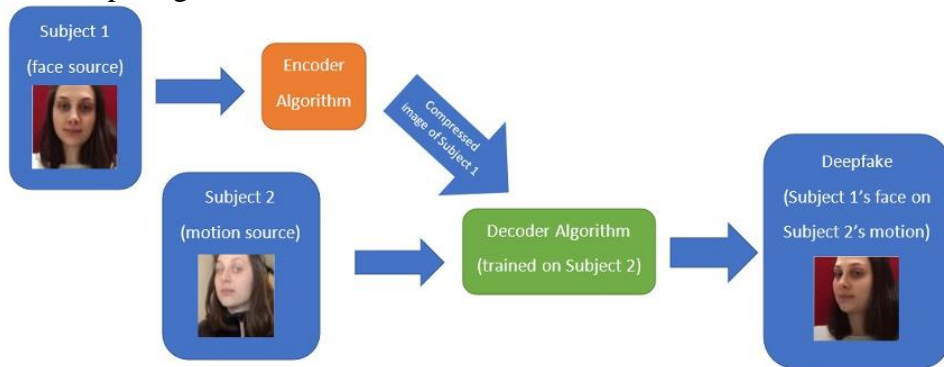 Subject 1
(face source)
Encoder
Algorithm
Compressed
image of Subject 1
Subject 2
(motion source)
Decoder Algorithm
(trained on Subject 2)
Deepfake
(Subject 1's face on
Subject 2's motion)